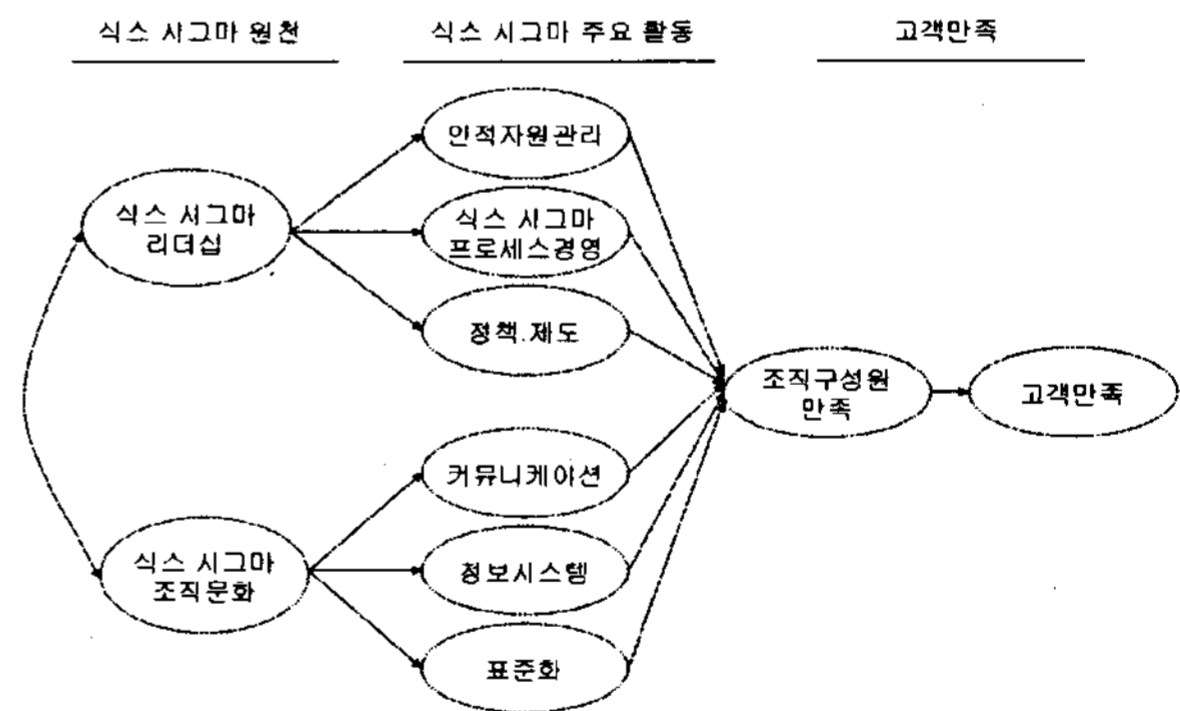 식스 시그마 원천
식스 시그마 주요 활동
고객만족
인적자원관리
식스 시그마
리더십
식스 시그마
프로세스경영
정책.제도
조직구성원
만족
고객만족
커뮤니케이션
식스 시그마
조직문화
정보시스템
표준화